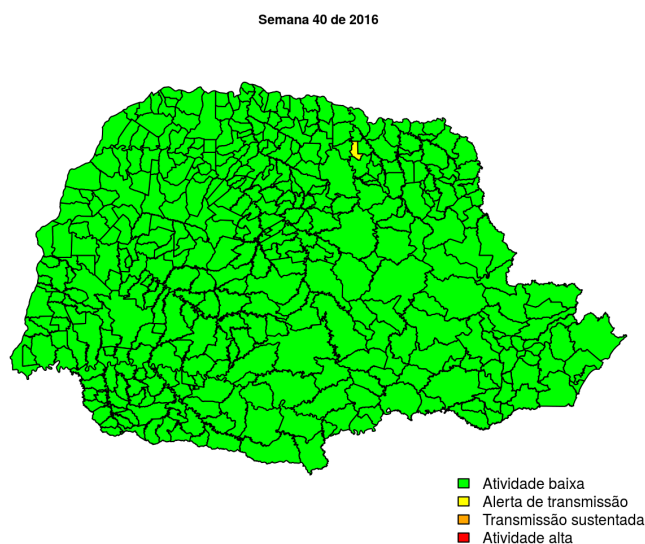 Semana 40 de 2016
Atividade baixa
Alerta de transmissão
Transmissão sustentada
Atividade alta